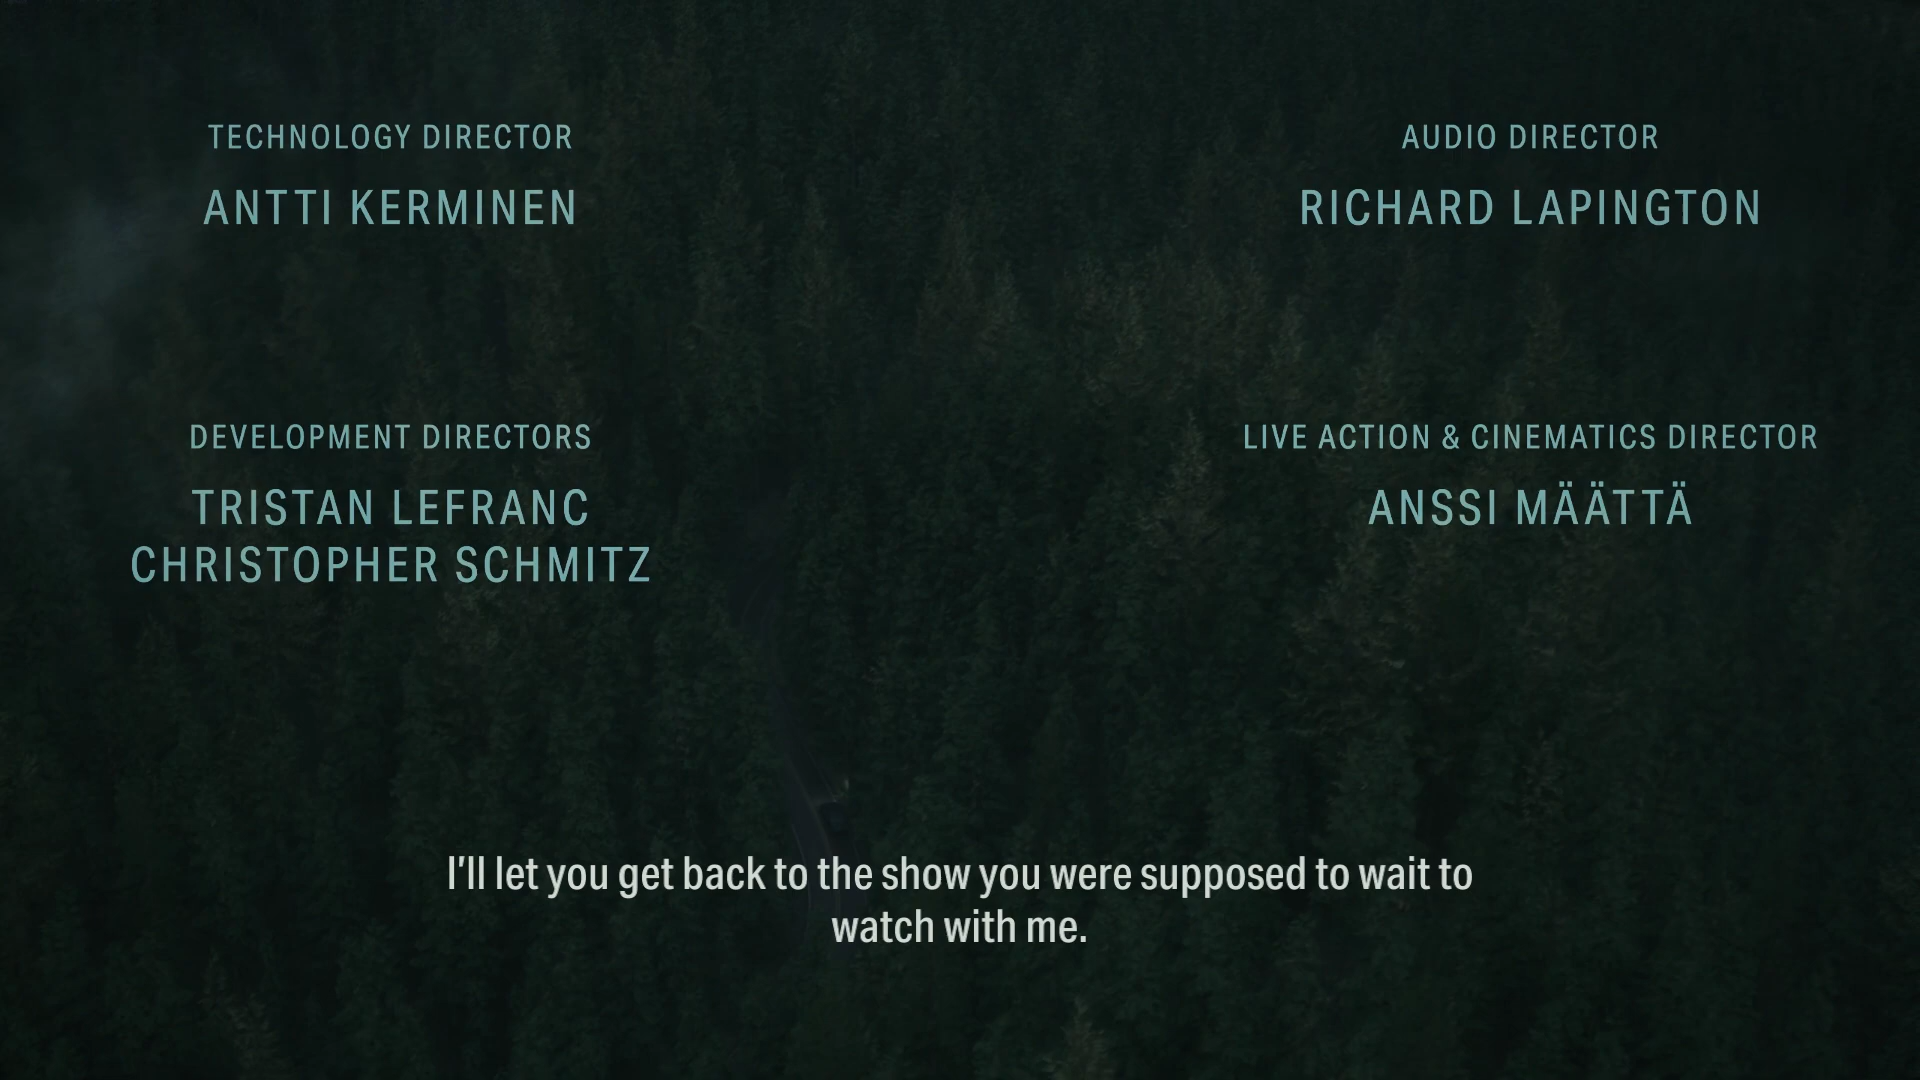 TECHNOLOGY DIRECTOR
ANTTI KERMINEN
AUDIO DIRECTOR
RICHARD LAPINGTON
DEVELOPMENT DIRECTORS
TRISTAN LEFRANC
CHRISTOPHER SCHMITZ
LIVE ACTION & CINEMATICS DIRECTOR
ANSSI MÄÄTTÄ
I'll let you get back to the show you were supposed to wait to
watch with me.